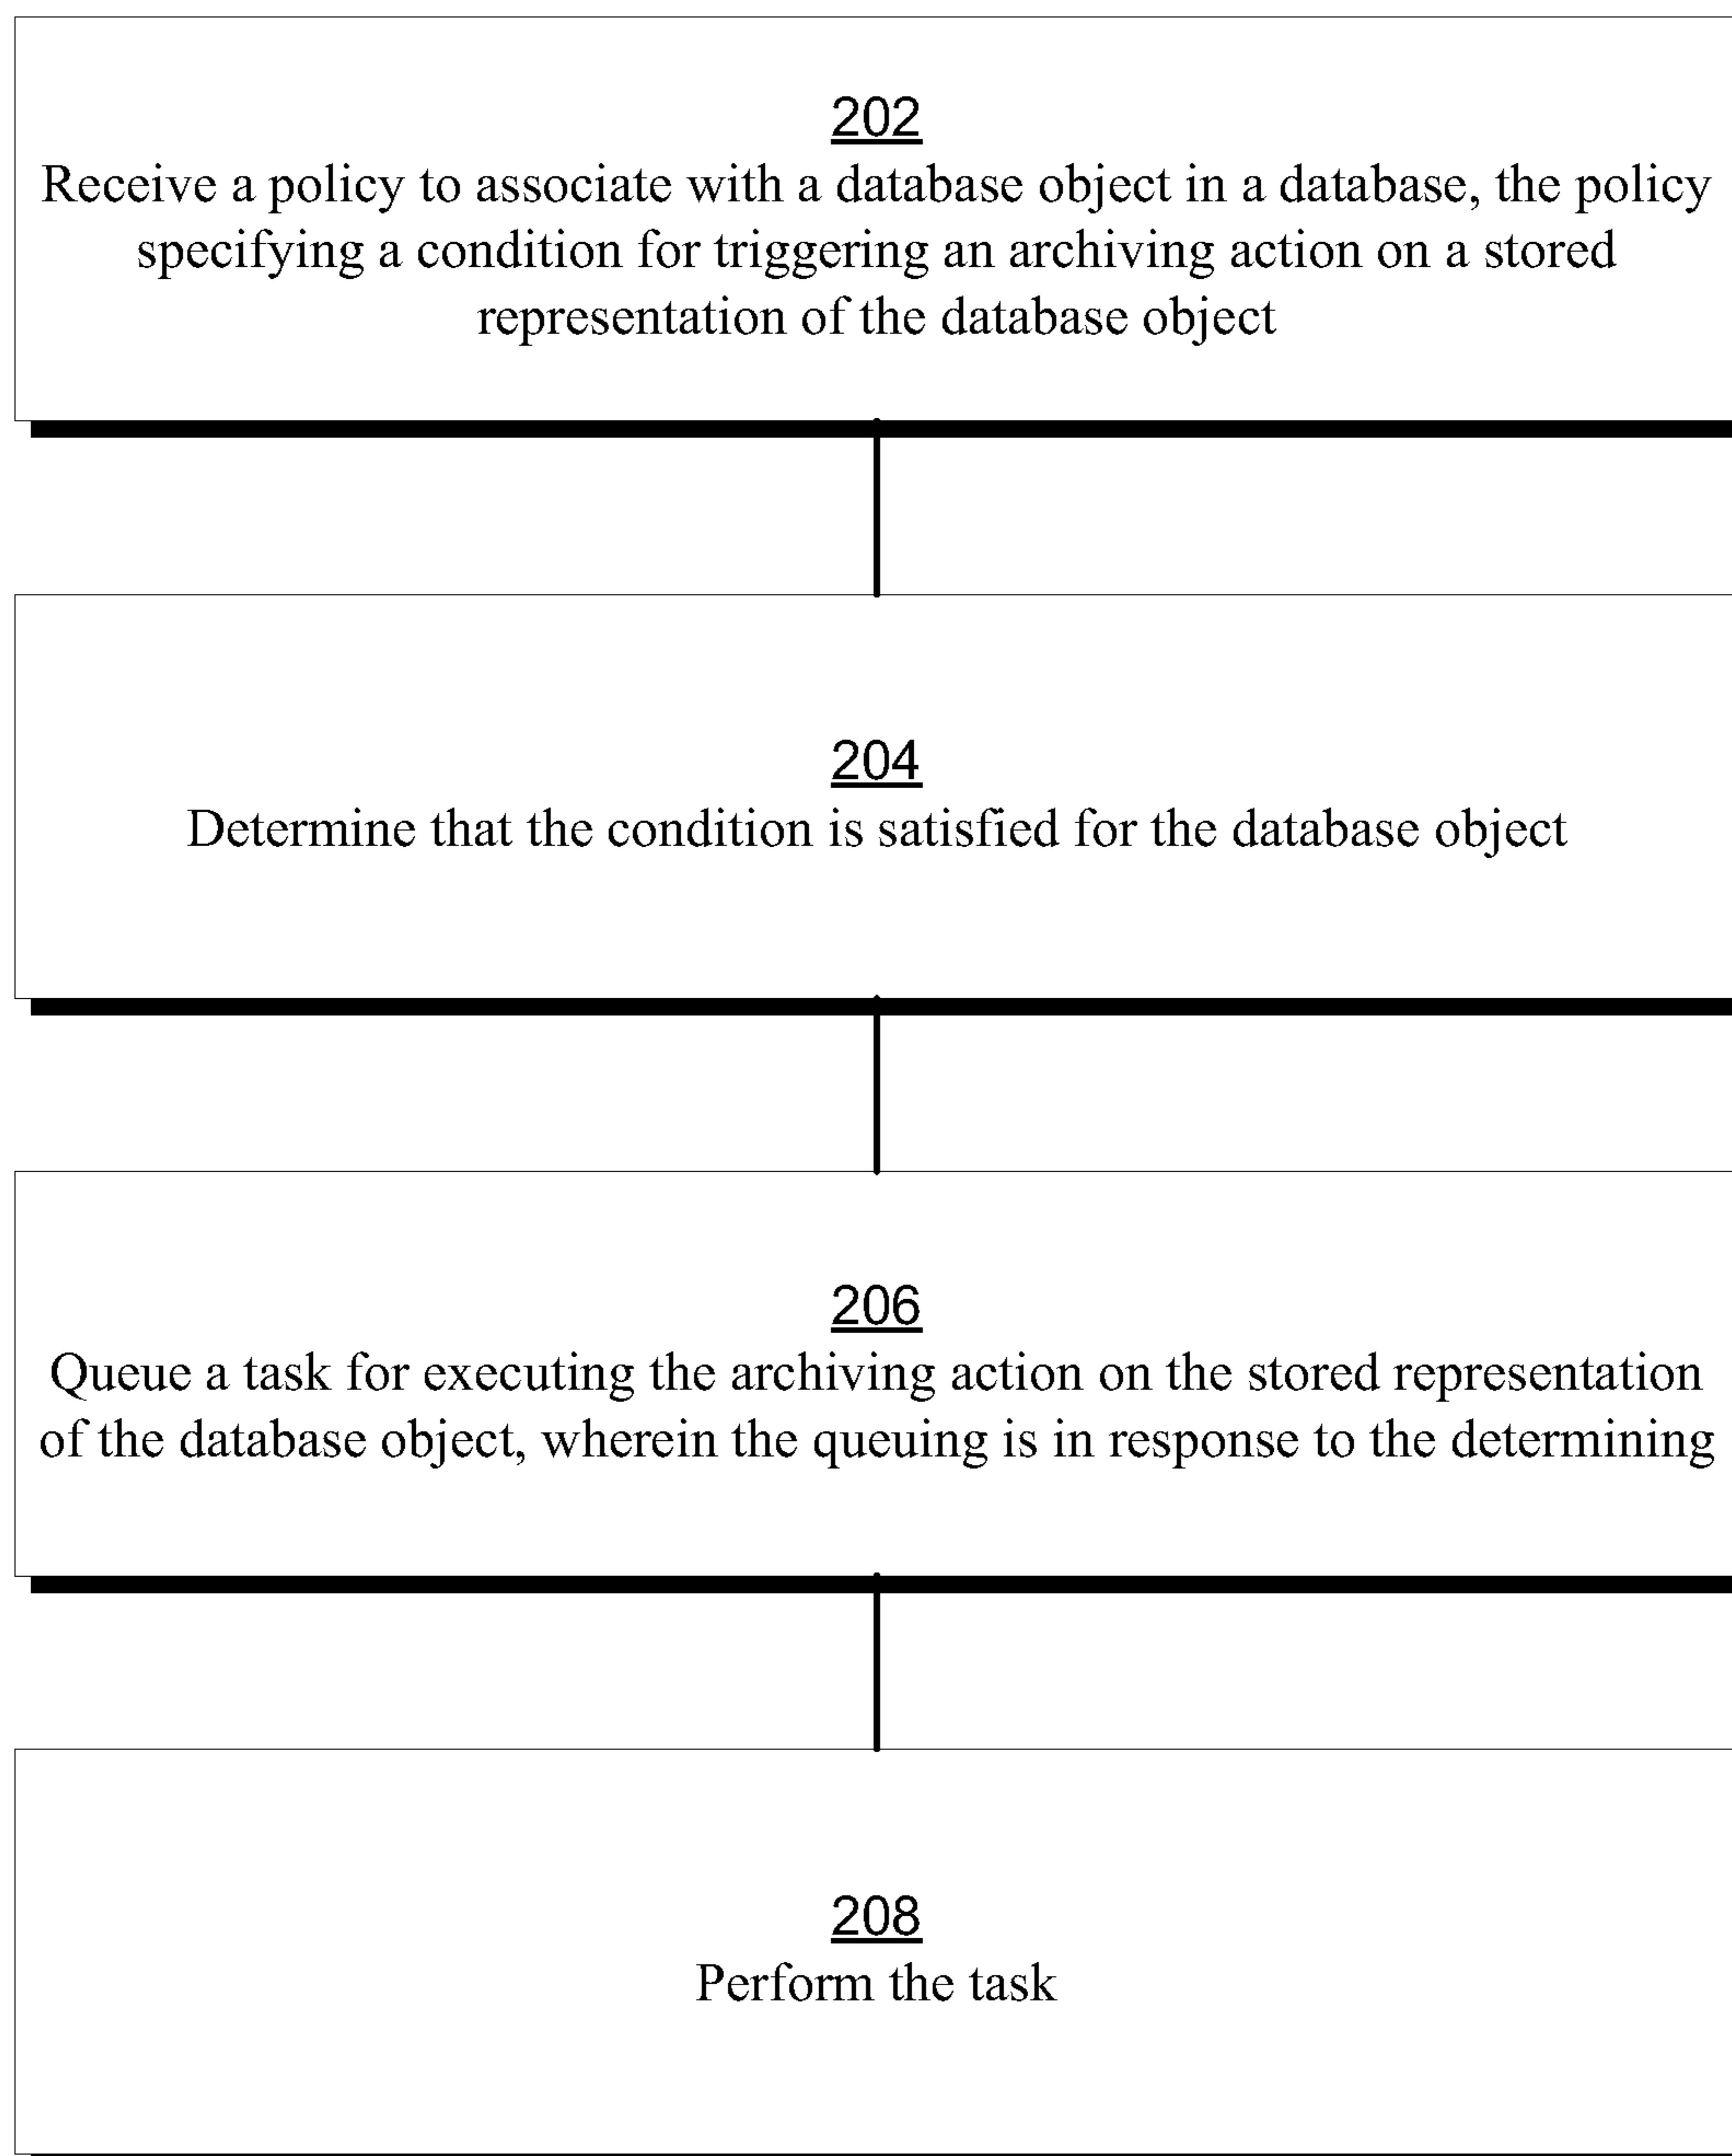 202
Receive a policy to associate with a database object in a database, the policy
specifying a condition for triggering an archiving action on a stored
representation of the database object
204
Determine that the condition is satisfied for the database object
206
Queue a task for executing the archiving action on the stored representation
of the database object, wherein the queuing is in response to the determining
208
Perform the task